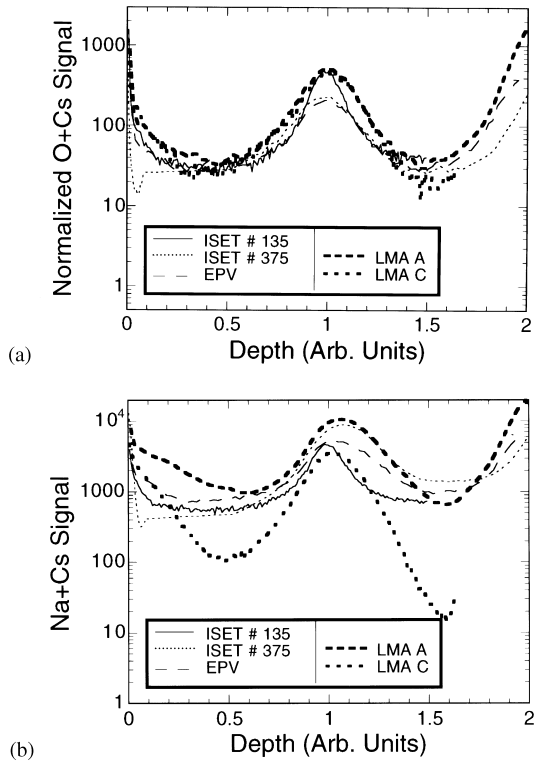 1000
100
10
1
Normalized O+Cs Signal
ISET # 135
ISET # 375
EPV
LMA A
LMA C
0 0.5 1 1.5 2
Depth (Arb. Units)
(a)
10⁴
1000
100
10
1
Na+Cs Signal
ISET # 135
ISET # 375
EPV
LMA A
LMA C
0 0.5 1 1.5 2
Depth (Arb. Units)
(b)